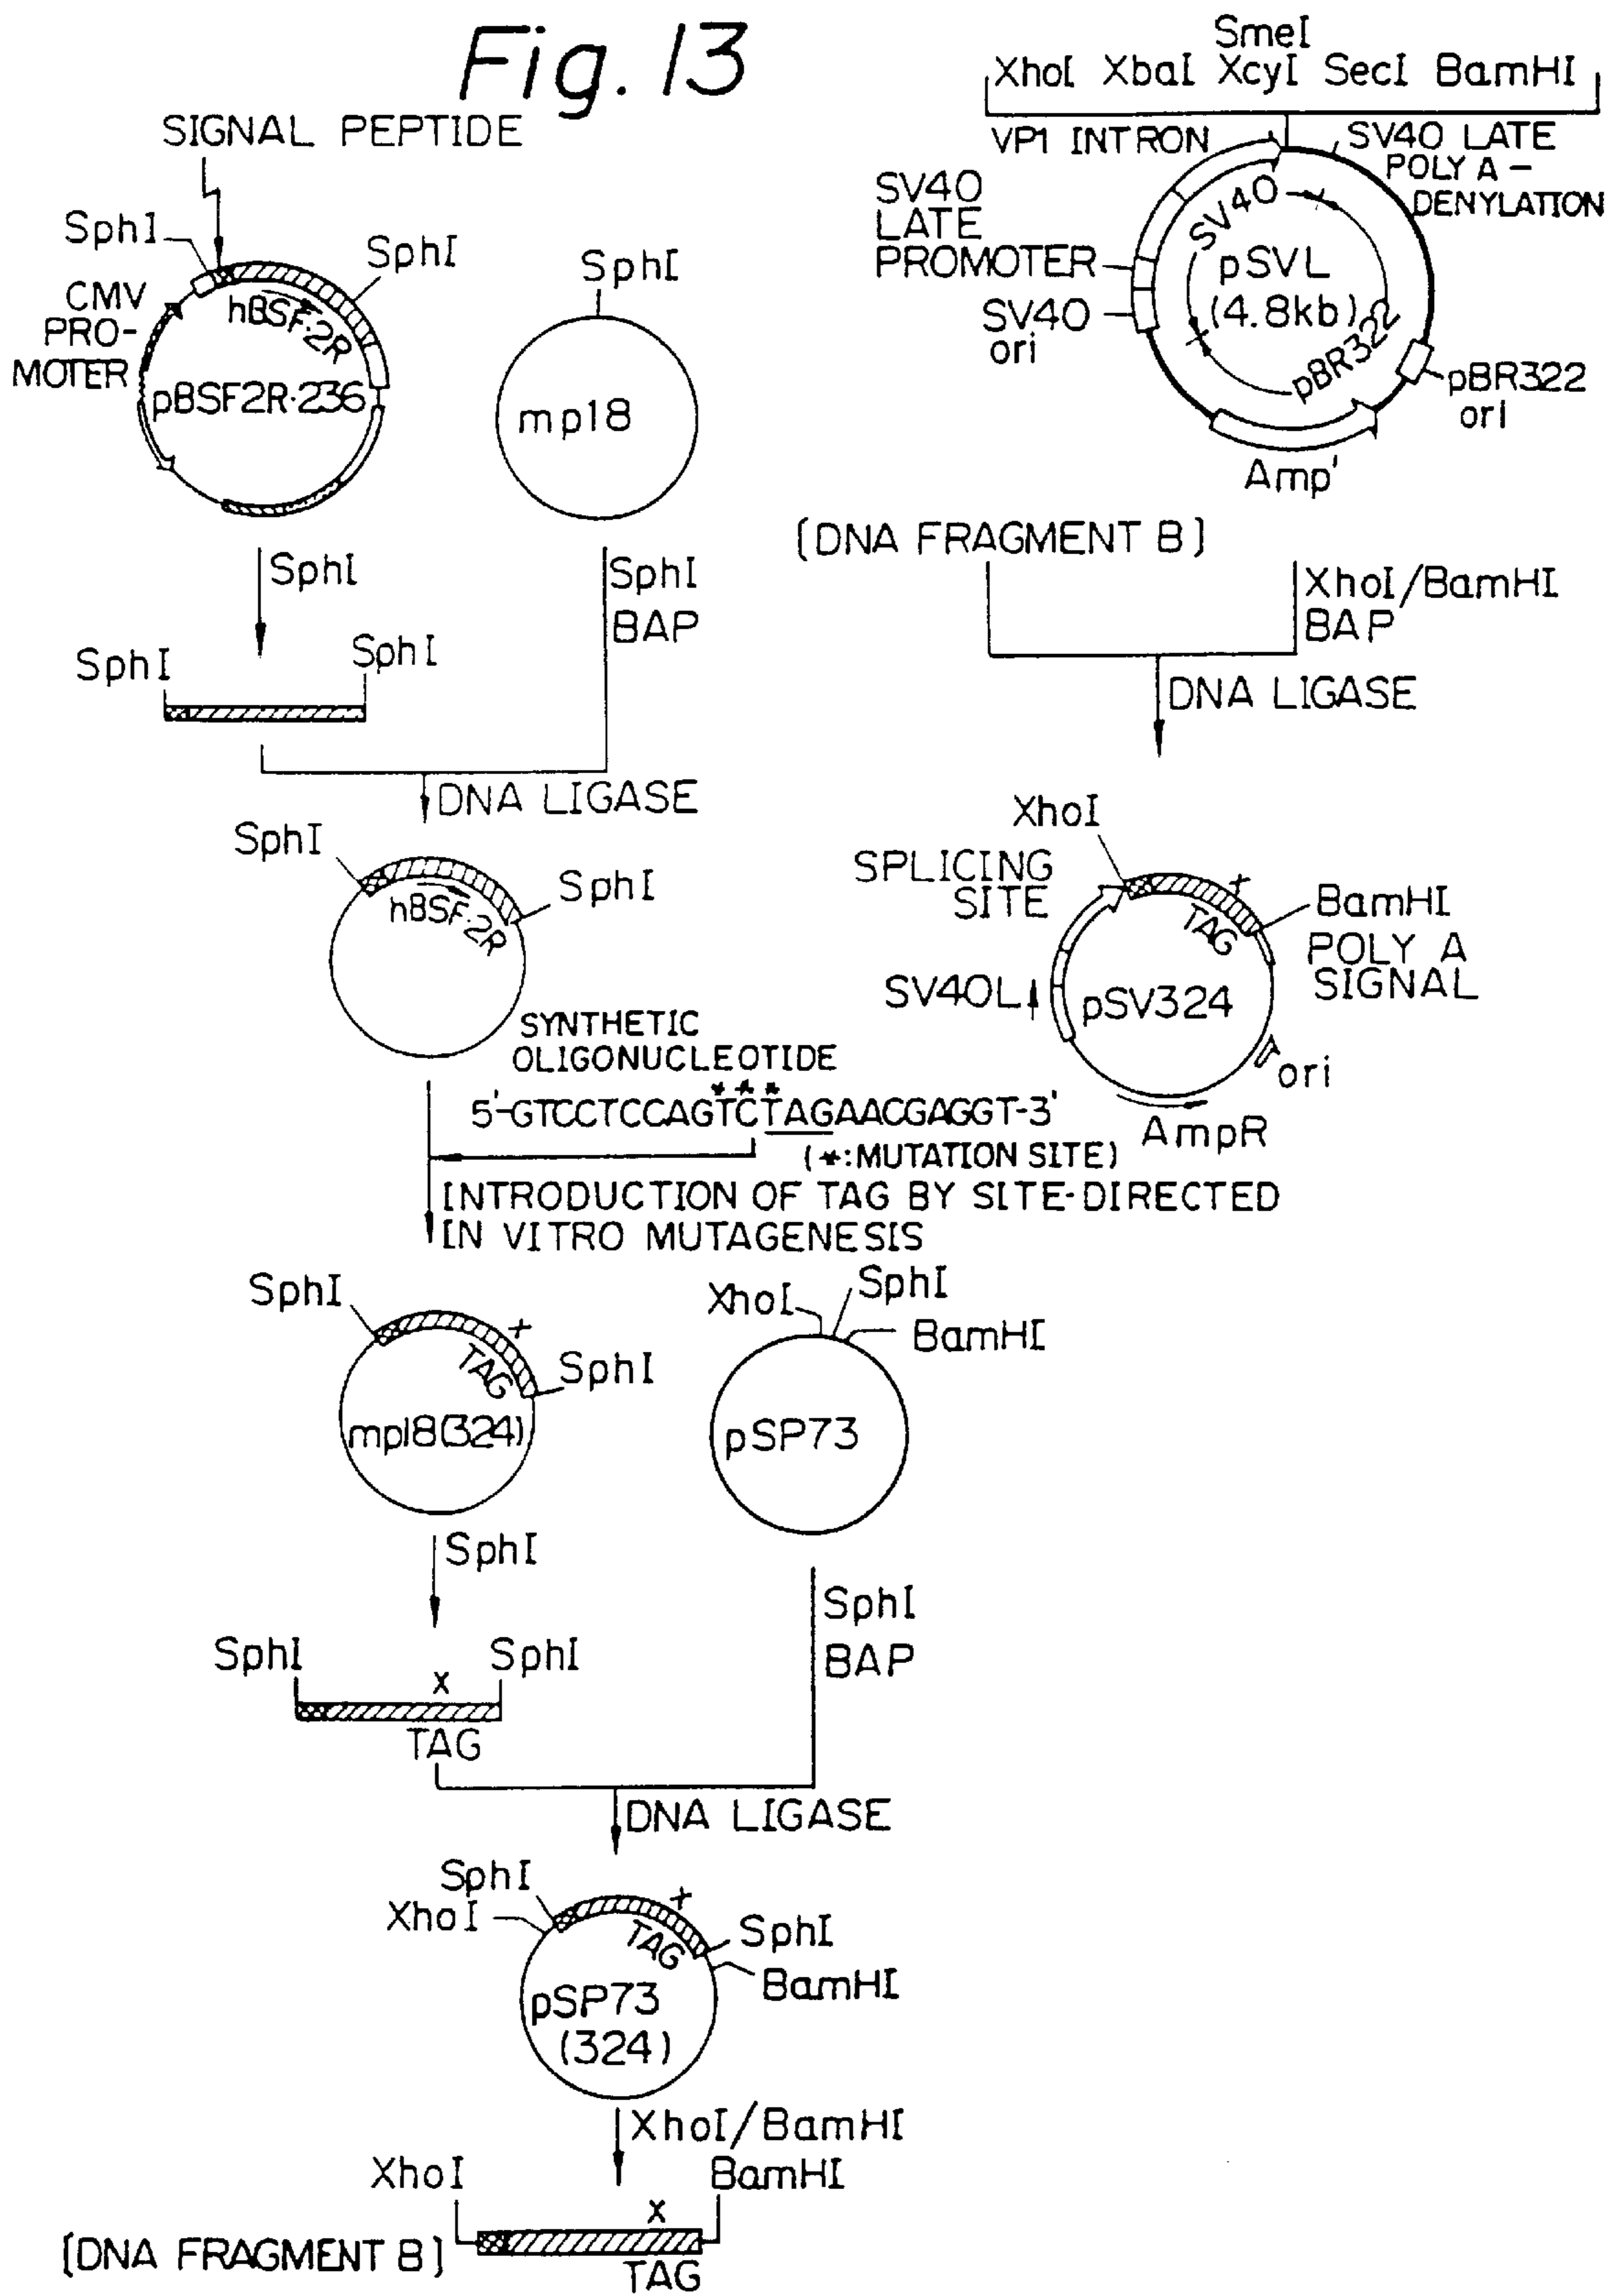 Fig. 13
SIGNAL PEPTIDE
SphI
SphI
CMV
PRO-
MOTER
hBSF·2R
pBSF2R·236
SphI
mp18
SphI
SphI
BAP
SphI
SphI
DNA LIGASE
SphI
SphI
hBSF·2R
SYNTHETIC
OLIGONUCLEOTIDE
***
5'-GTCCTCCAGTCTAGAACGAGGT-3'
(*:MUTATION SITE)
INTRODUCTION OF TAG BY SITE-DIRECTED
IN VITRO MUTAGENESIS
SphI
x
TAG
SphI
mp18(324)
XhoI
SphI
BamHI
pSP73
SphI
SphI
BAP
SphI
SphI
x
TAG
DNA LIGASE
SphI
XhoI
x
TAG
SphI
BamHI
pSP73
(324)
XhoI/BamHI
XhoI
BamHI
x
[DNA FRAGMENT B]
TAG
SmeI
XhoI XbaI XcyI SecI BamHI
VP1 INTRON
SV40 LATE
POLY A-
DENYLATION
SV40
LATE
PROMOTER
SV40
ori
SV40
pSVL
(4.8kb)
pBR322
pBR322
ori
Amp'
[DNA FRAGMENT B]
XhoI/BamHI
BAP
DNA LIGASE
XhoI
SPLICING
SITE
x
TAG
BamHI
POLY A
SIGNAL
SV40L
pSV324
ori
AmpR